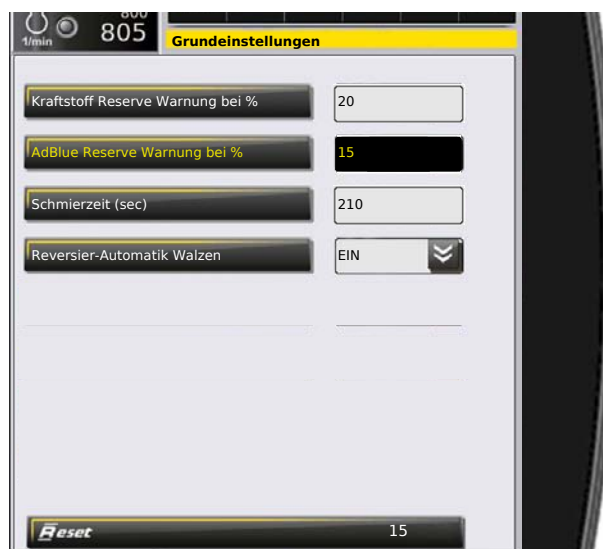 800
1/min 805
Grundeinstellungen
Kraftstoff Reserve Warnung bei % 20
AdBlue Reserve Warnung bei % 15
Schmierzeit (sec) 210
Reversier-Automatik Walzen EIN
Reset 15